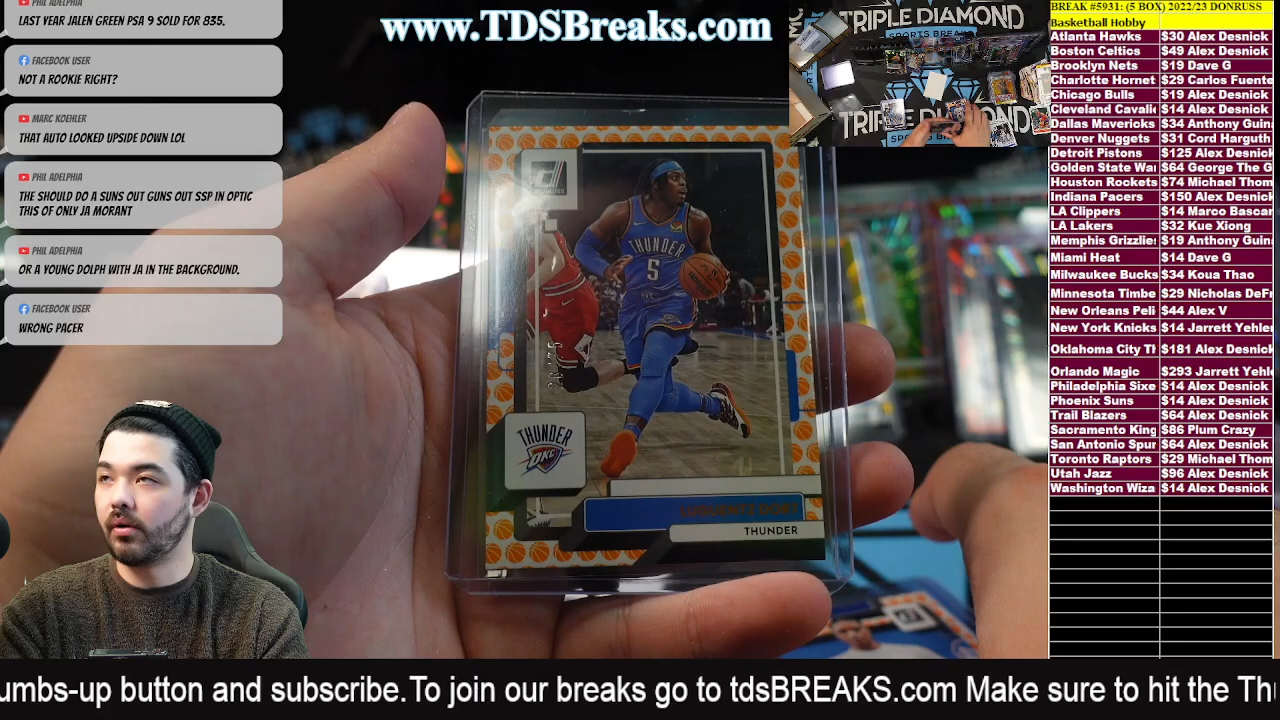 PHIL ADELPHIA
LAST YEAR JALEN GREEN PSA 9 SOLD FOR 835.
FACEBOOK USER
NOT A ROOKIE RIGHT?
MARC KOEHLER
THAT AUTO LOOKED UPSIDE DOWN LOL
PHIL ADELPHIA
THE SHOULD DO A SUNS OUT GUNS OUT SSP IN OPTIC
THIS OF ONLY JA MORANT
PHIL ADELPHIA
OR A YOUNG DOLPH WITH JA IN THE BACKGROUND.
FACEBOOK USER
WRONG PACER
www.TDSBreaks.com
TRIPLE DIAMOND
SPORTS BREAKS
TRIPLE DIAMOND
SPORTS BREAKS
THUNDER
5
THUNDER
OKC
LUGUENTZ DORT
THUNDER
BREAK #5931: (5 BOX) 2022/23 DONRUSS
Basketball Hobby
Atlanta Hawks $30 Alex Desnick
Boston Celtics $49 Alex Desnick
Brooklyn Nets $19 Dave G
Charlotte Hornet $29 Carlos Fuente
Chicago Bulls $19 Alex Desnick
Cleveland Cavalie $14 Alex Desnick
Dallas Mavericks $34 Anthony Guin
Denver Nuggets $31 Cord Harguth
Detroit Pistons $125 Alex Desnick
Golden State War $64 George The G
Houston Rockets $74 Michael Thom
Indiana Pacers $150 Alex Desnick
LA Clippers $14 Marco Bascar
LA Lakers $32 Kue Xiong
Memphis Grizzlies $19 Anthony Guin
Miami Heat $14 Dave G
Milwaukee Bucks $34 Koua Thao
Minnesota Timbe $29 Nicholas DeFr
New Orleans Peli $44 Alex V
New York Knicks $14 Jarrett Yehle
Oklahoma City Th $181 Alex Desnick
Orlando Magic $293 Jarrett Yehle
Philadelphia Sixe $14 Alex Desnick
Phoenix Suns $14 Alex Desnick
Trail Blazers $64 Alex Desnick
Sacramento King $86 Plum Crazy
San Antonio Spur $64 Alex Desnick
Toronto Raptors $29 Michael Thom
Utah Jazz $96 Alex Desnick
Washington Wiza $14 Alex Desnick
umbs-up button and subscribe.To join our breaks go to tdsBREAKS.com Make sure to hit the Thu